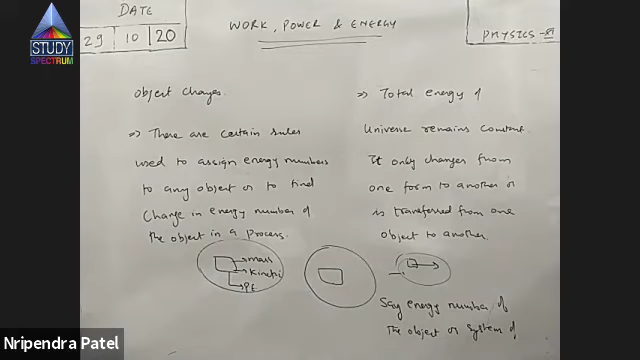 STUDY
SPECTRUM
DATE
29 10 20
WORK, POWER & ENERGY
PHYSICS-XI
object changes.
⇒ There are certain rules
used to assign energy numbers
to any object or to find
change in energy number of
the object in a process.
mass
kinetic
PE
⇒ Total energy of
Universe remains constant.
It only changes from
one form to another or
is transferred from one
object to another.
Say energy number of
the object or system of
Nripendra Patel